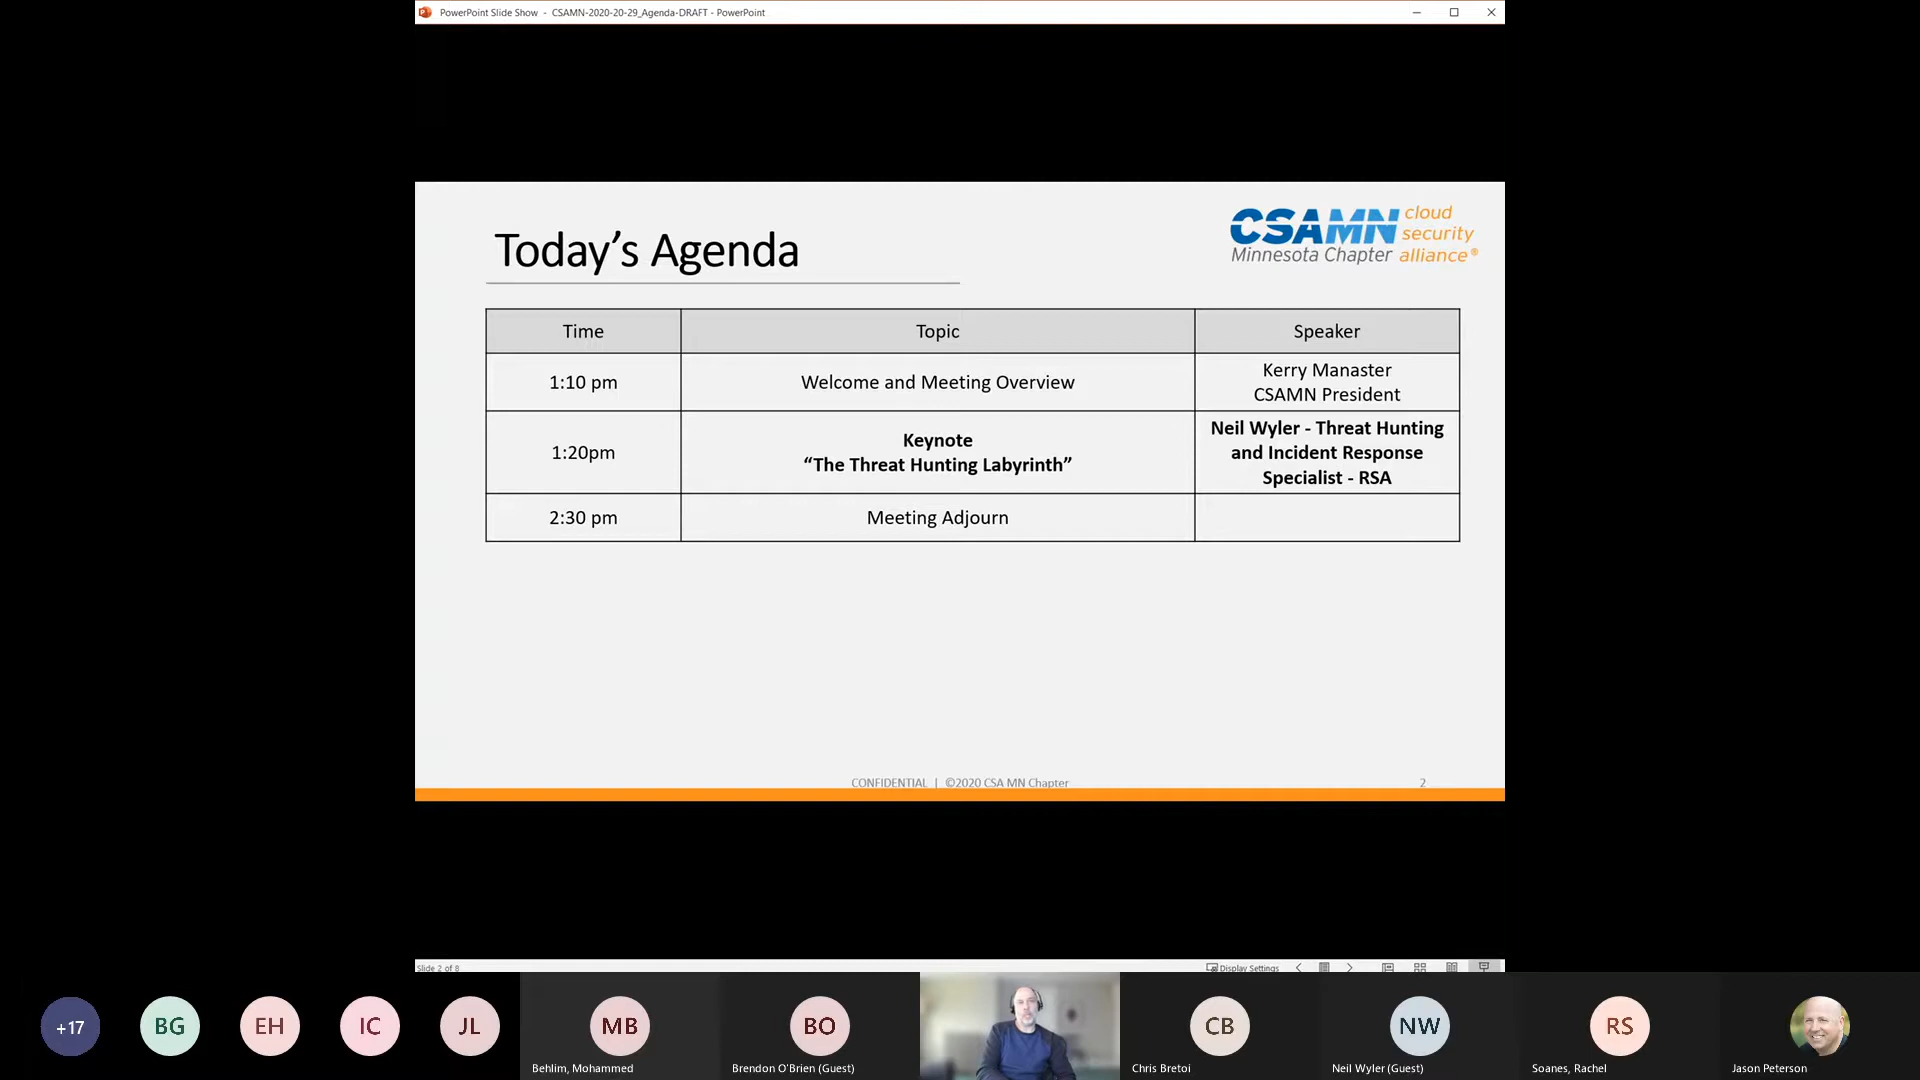 PowerPoint Slide Show - CSAMN-2020-20-29_Agenda-DRAFT - PowerPoint
Today's Agenda
CSAMN cloud security alliance®
Minnesota Chapter
Time Topic Speaker
1:10 pm Welcome and Meeting Overview Kerry Manaster
CSAMN President
1:20pm Keynote
“The Threat Hunting Labyrinth”
Neil Wyler - Threat Hunting
and Incident Response
Specialist - RSA
2:30 pm Meeting Adjourn
CONFIDENTIAL | ©2020 CSA MN Chapter 2
Slide 2 of 8 Display Settings
+17 BG EH IC JL MB BO CB NW RS
Behlim, Mohammed Brendon O'Brien (Guest) Chris Bretoi Neil Wyler (Guest) Soanes, Rachel Jason Peterson